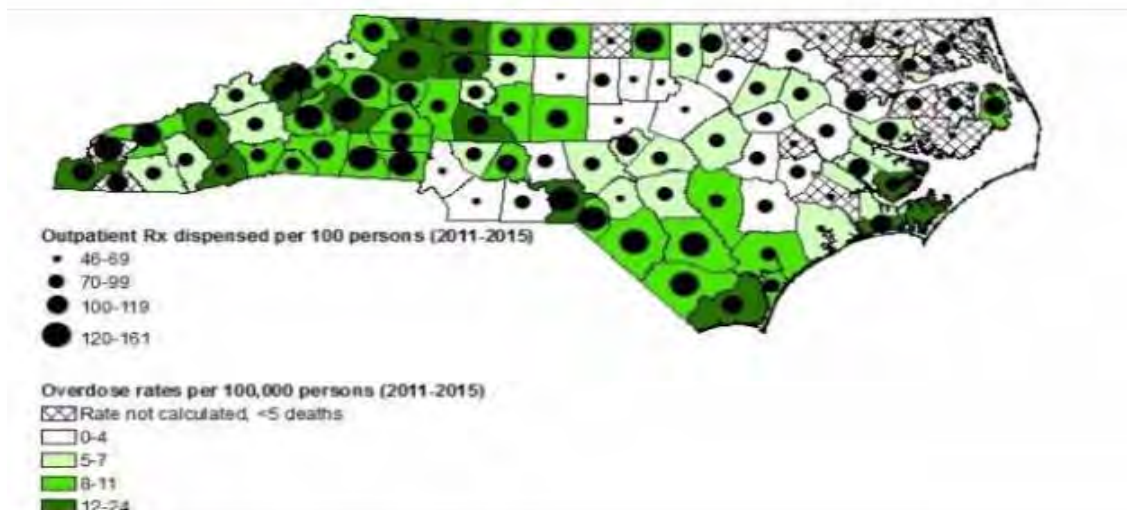 Outpatient Rx dispensed per 100 persons (2011-2015)
46-69
70-99
100-119
120-161
Overdose rates per 100,000 persons (2011-2015)
Rate not calculated, <5 deaths
0-4
5-7
8-11
12-24